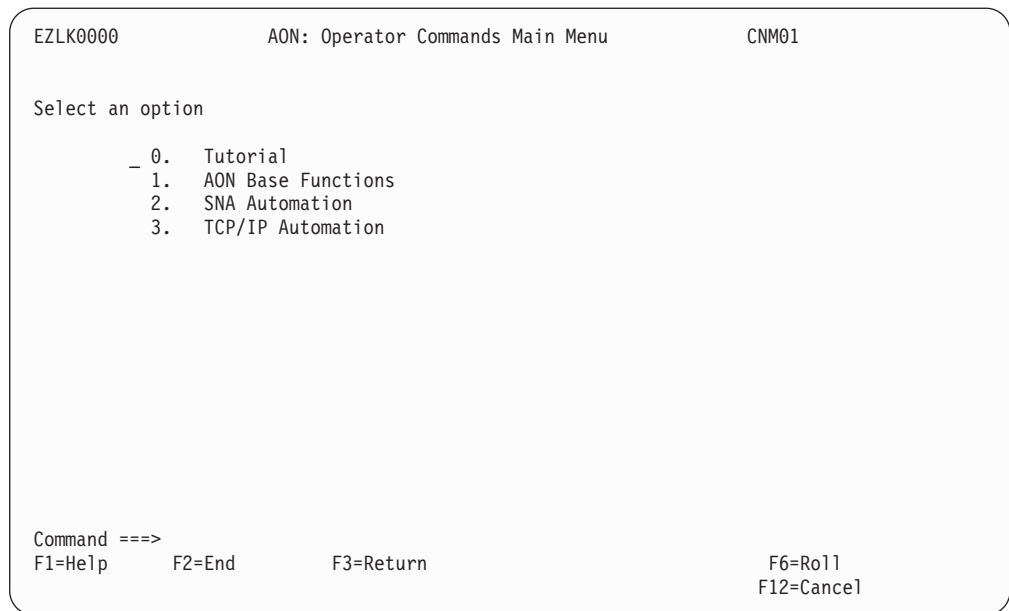 EZLK0000 AON: Operator Commands Main Menu CNM01
Select an option
_ 0. Tutorial
1. AON Base Functions
2. SNA Automation
3. TCP/IP Automation
Command ===>
F1=Help F2=End F3=Return F6=Roll
F12=Cancel